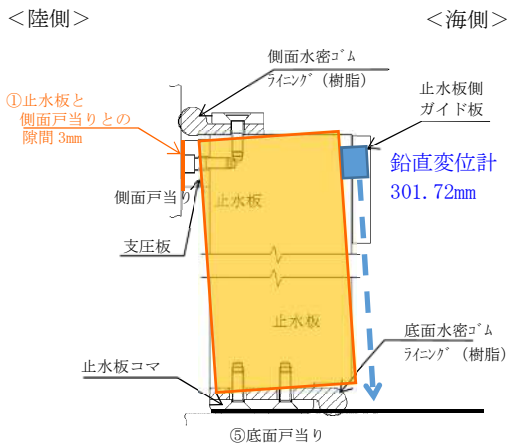 ＜陸側＞
＜海側＞
側面水密ｺﾞﾑ
ﾗｲﾆﾝｸﾞ（樹脂）
①止水板と
側面戸当りとの
隙間 3mm
止水板側
ガイド板
鉛直変位計
301.72mm
側面戸当り
止水板
支圧板
止水板
底面水密ｺﾞﾑ
ﾗｲﾆﾝｸﾞ（樹脂）
止水板コマ
⑤底面戸当り